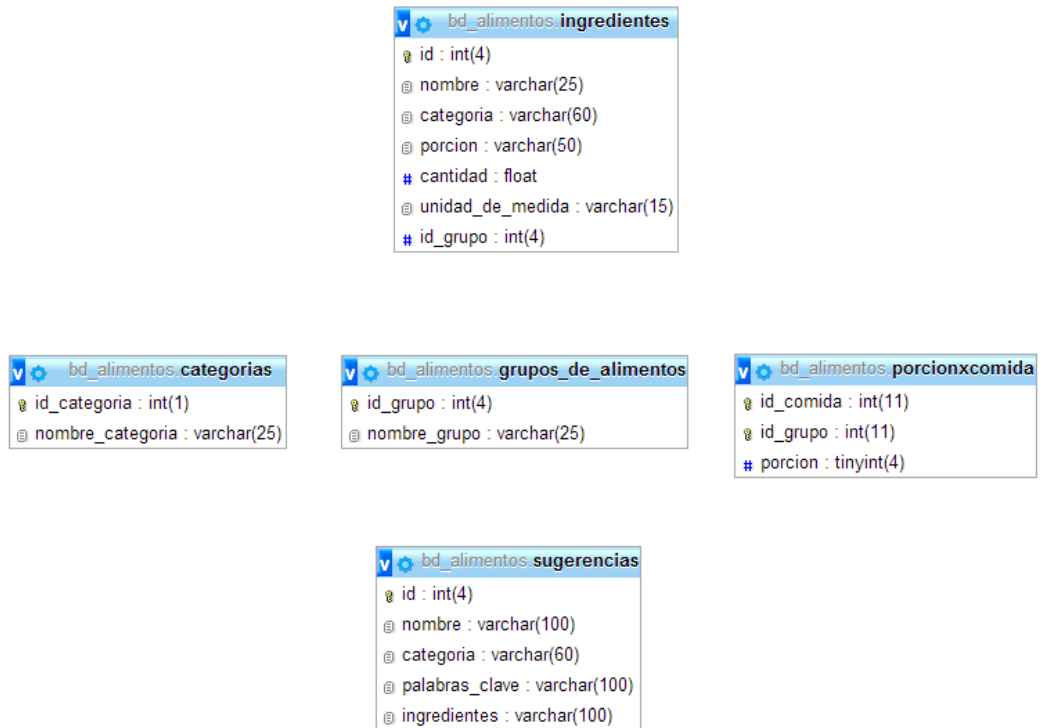 bd_alimentos.ingredientes
id : int(4)
nombre : varchar(25)
categoria : varchar(60)
porcion : varchar(50)
# cantidad : float
unidad_de_medida : varchar(15)
# id_grupo : int(4)
bd_alimentos.categorias
id_categoria : int(1)
nombre_categoria : varchar(25)
bd_alimentos.grupos_de_alimentos
id_grupo : int(4)
nombre_grupo : varchar(25)
bd_alimentos.porcionxcomida
id_comida : int(11)
id_grupo : int(11)
# porcion : tinyint(4)
bd_alimentos.sugerencias
id : int(4)
nombre : varchar(100)
categoria : varchar(60)
palabras_clave : varchar(100)
ingredientes : varchar(100)